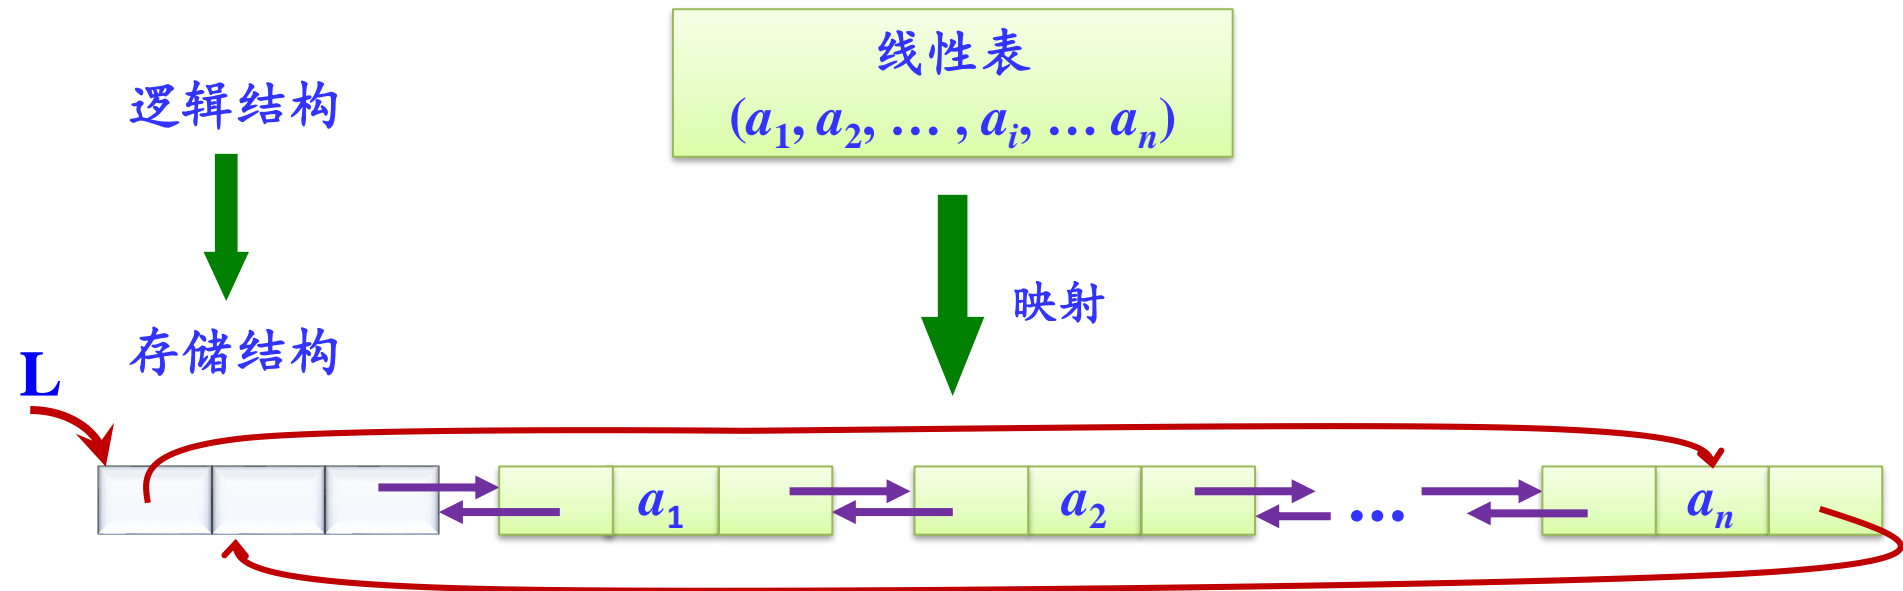 线性表
(a₁, a₂, … , aᵢ, … aₙ)
逻辑结构
映射
存储结构
L
a₁ a₂ … aₙ